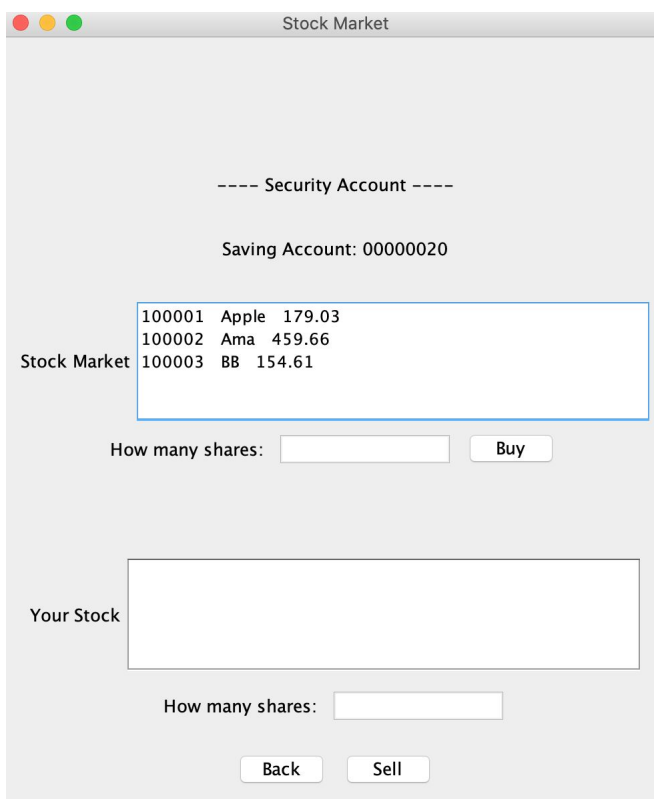 Stock Market
---- Security Account ----
Saving Account: 00000020
Stock Market
100001 Apple 179.03
100002 Ama 459.66
100003 BB 154.61
How many shares:
Buy
Your Stock
How many shares:
Back
Sell